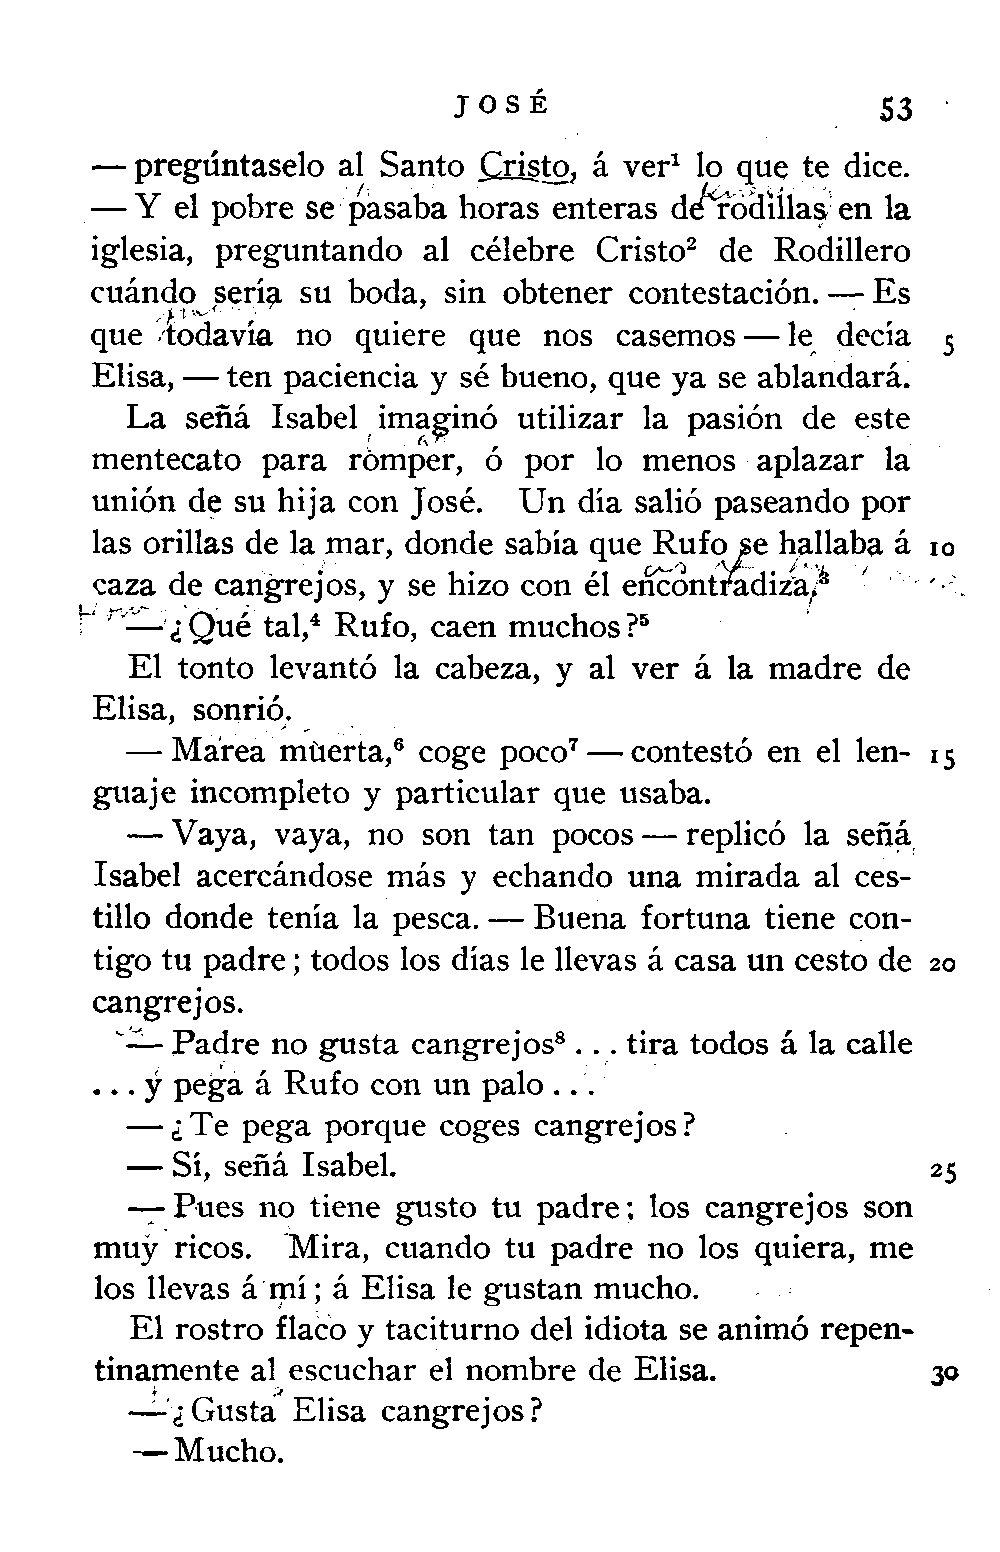 JOSÉ 53
— pregúntaselo al Santo Cristo, á ver¹ lo que te dice.
— Y el pobre se pasaba horas enteras de rodillas en la
iglesia, preguntando al célebre Cristo² de Rodillero
cuándo sería su boda, sin obtener contestación. — Es
que todavía no quiere que nos casemos — le decía 5
Elisa, — ten paciencia y sé bueno, que ya se ablandará.
La señá Isabel imaginó utilizar la pasión de este
mentecato para romper, ó por lo menos aplazar la
unión de su hija con José. Un día salió paseando por
las orillas de la mar, donde sabía que Rufo se hallaba á 10
caza de cangrejos, y se hizo con él encontradiza,³
— ¿Qué tal,⁴ Rufo, caen muchos?⁵
El tonto levantó la cabeza, y al ver á la madre de
Elisa, sonrió.
— Marea muerta,⁶ coge poco⁷ — contestó en el len- 15
guaje incompleto y particular que usaba.
— Vaya, vaya, no son tan pocos — replicó la señá
Isabel acercándose más y echando una mirada al ces-
tillo donde tenía la pesca. — Buena fortuna tiene con-
tigo tu padre; todos los días le llevas á casa un cesto de 20
cangrejos.
— Padre no gusta cangrejos⁸ . . . tira todos á la calle
. . . y pega á Rufo con un palo . . .
— ¿Te pega porque coges cangrejos?
— Sí, señá Isabel. 25
— Pues no tiene gusto tu padre; los cangrejos son
muy ricos. Mira, cuando tu padre no los quiera, me
los llevas á mí; á Elisa le gustan mucho.
El rostro flaco y taciturno del idiota se animó repen-
tinamente al escuchar el nombre de Elisa. 30
— ¿Gusta Elisa cangrejos?
— Mucho.